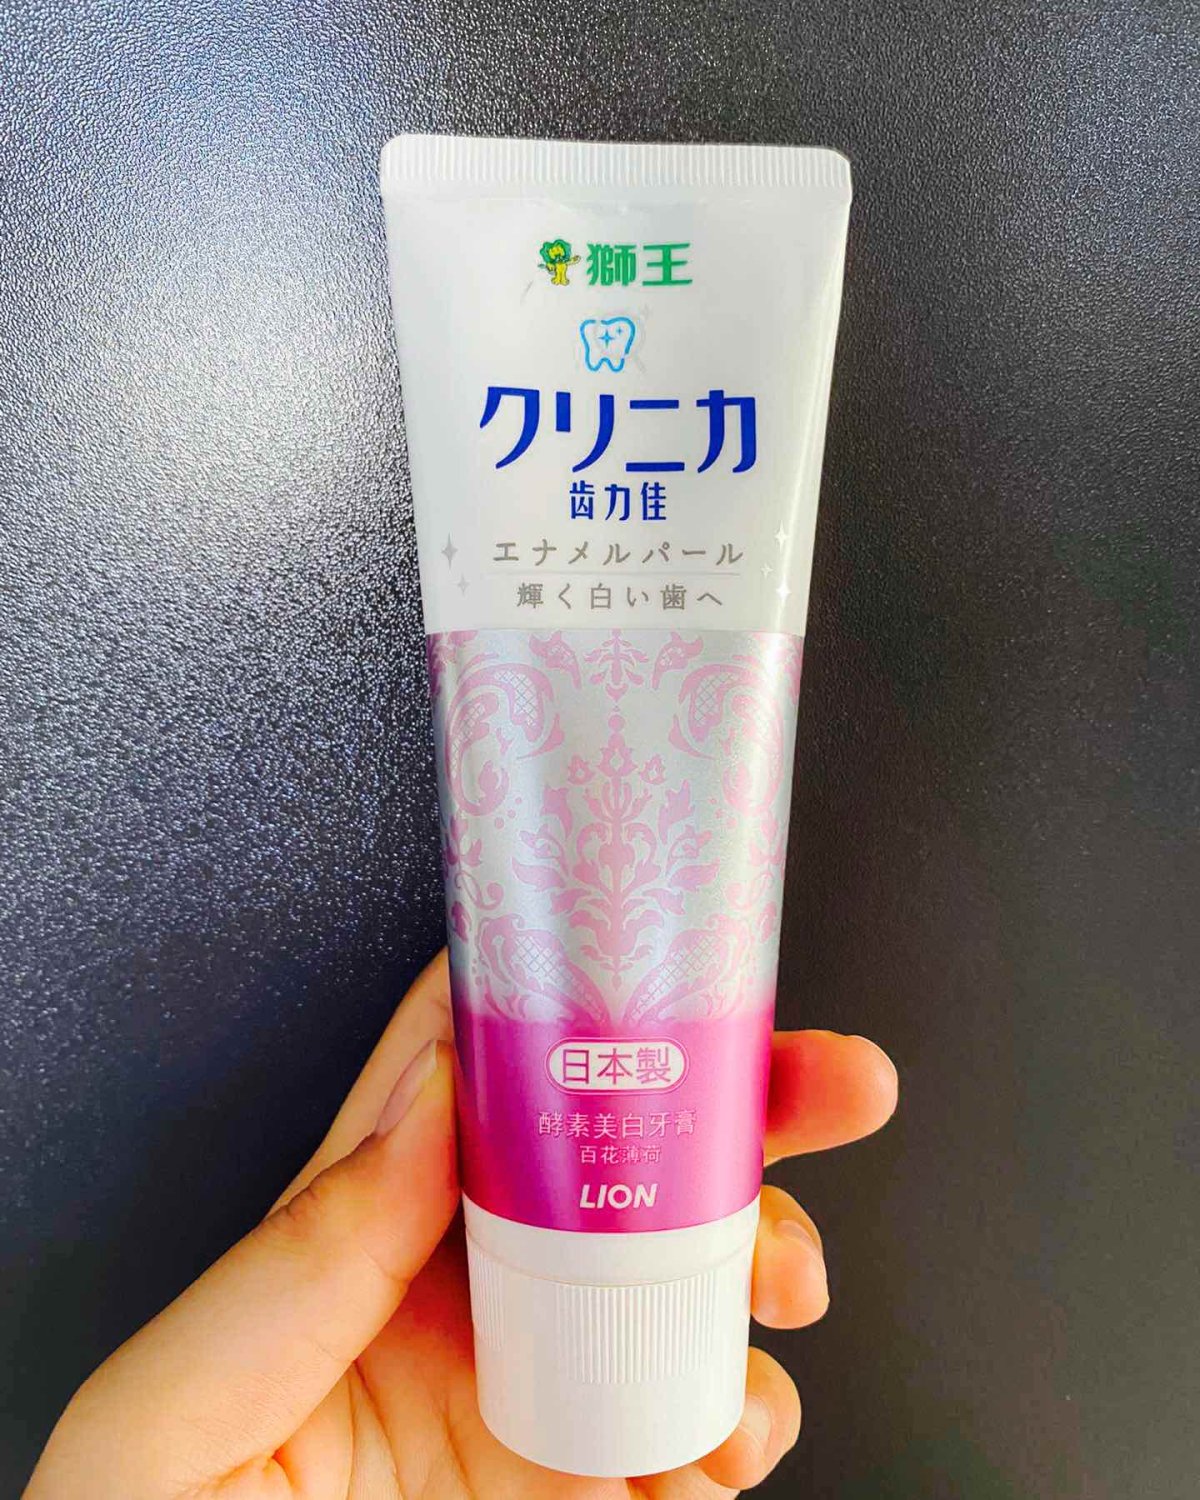 獅王
クリニカ
齿力佳
エナメルパール
輝く白い歯へ
日本製
酵素美白牙膏
百花薄荷
LION